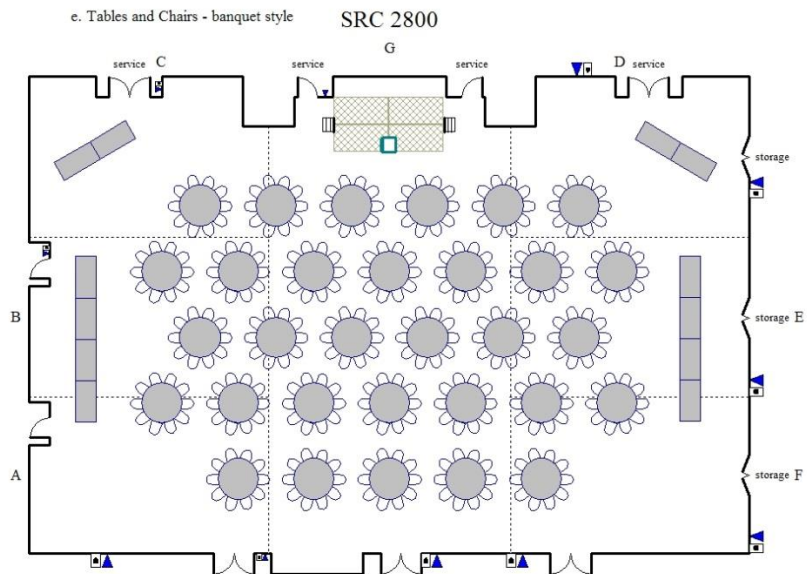 e. Tables and Chairs - banquet style
SRC 2800
G
service
C
service
service
D
service
storage
B
storage E
A
storage F